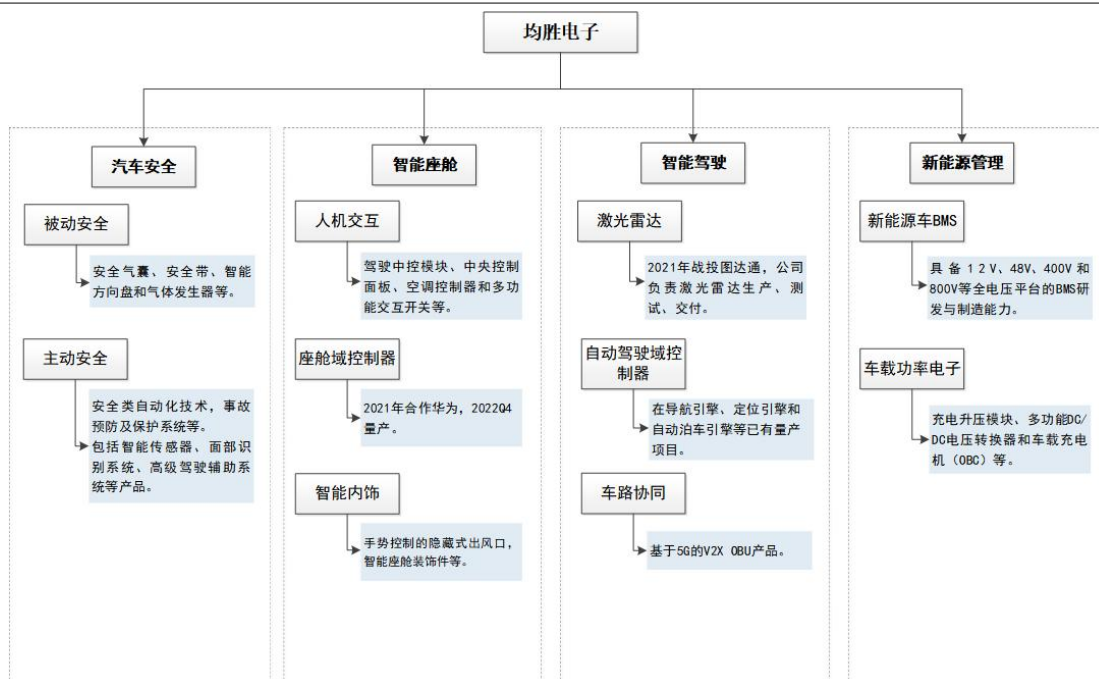 均胜电子
汽车安全
被动安全
安全气囊、安全带、智能
方向盘和气体发生器等。
主动安全
安全类自动化技术，事故
预防及保护系统等。
包括智能传感器、面部识
别系统、高级驾驶辅助系
统等产品。
智能座舱
人机交互
驾驶中控模块、中央控制
面板、空调控制器和多功
能交互开关等。
座舱域控制器
2021年合作华为，2022Q4
量产。
智能内饰
手势控制的隐藏式出风口，
智能座舱装饰件等。
智能驾驶
激光雷达
2021年战投图达通，公司
负责激光雷达生产、测
试、交付。
自动驾驶域控
制器
在导航引擎、定位引擎和
自动泊车引擎等已有量产
项目。
车路协同
基于5G的V2X OBU产品。
新能源管理
新能源车BMS
具备12V、48V、400V和
800V等全电压平台的BMS研
发与制造能力。
车载功率电子
充电升压模块、多功能DC/
DC电压转换器和车载充电
机（OBC）等。